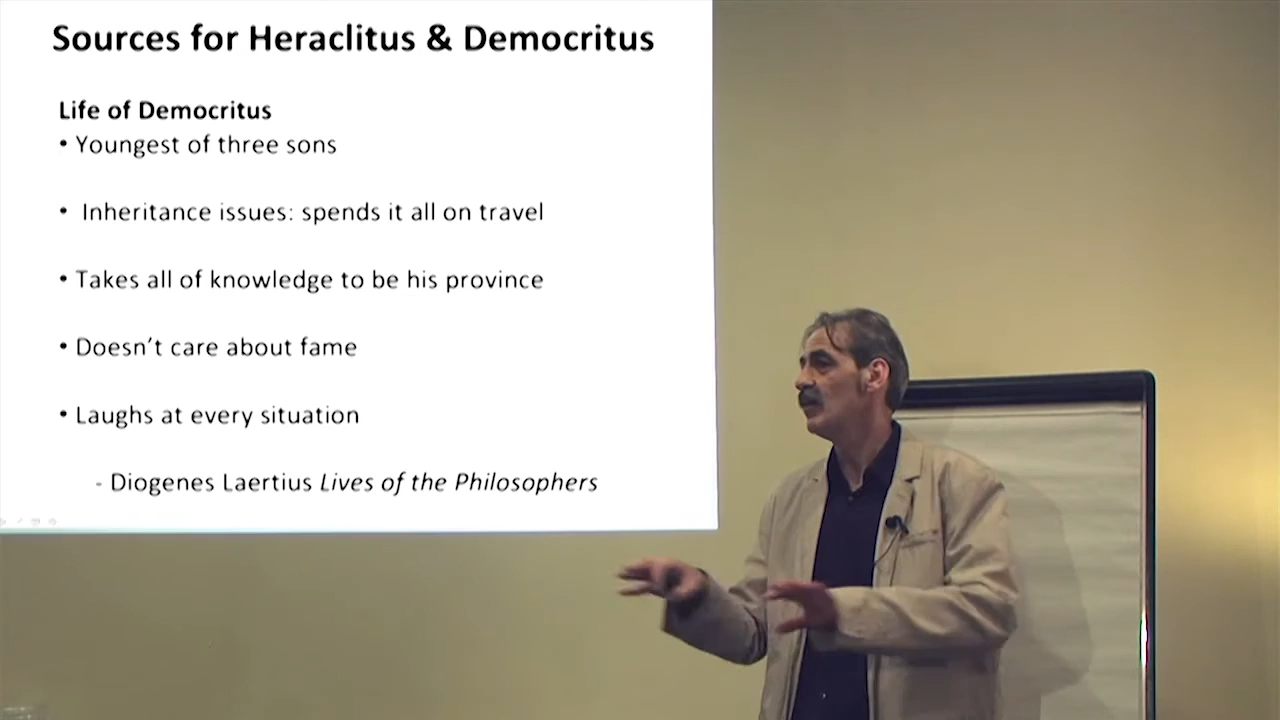 Sources for Heraclitus & Democritus
Life of Democritus
• Youngest of three sons
• Inheritance issues: spends it all on travel
• Takes all of knowledge to be his province
• Doesn’t care about fame
• Laughs at every situation
- Diogenes Laertius Lives of the Philosophers